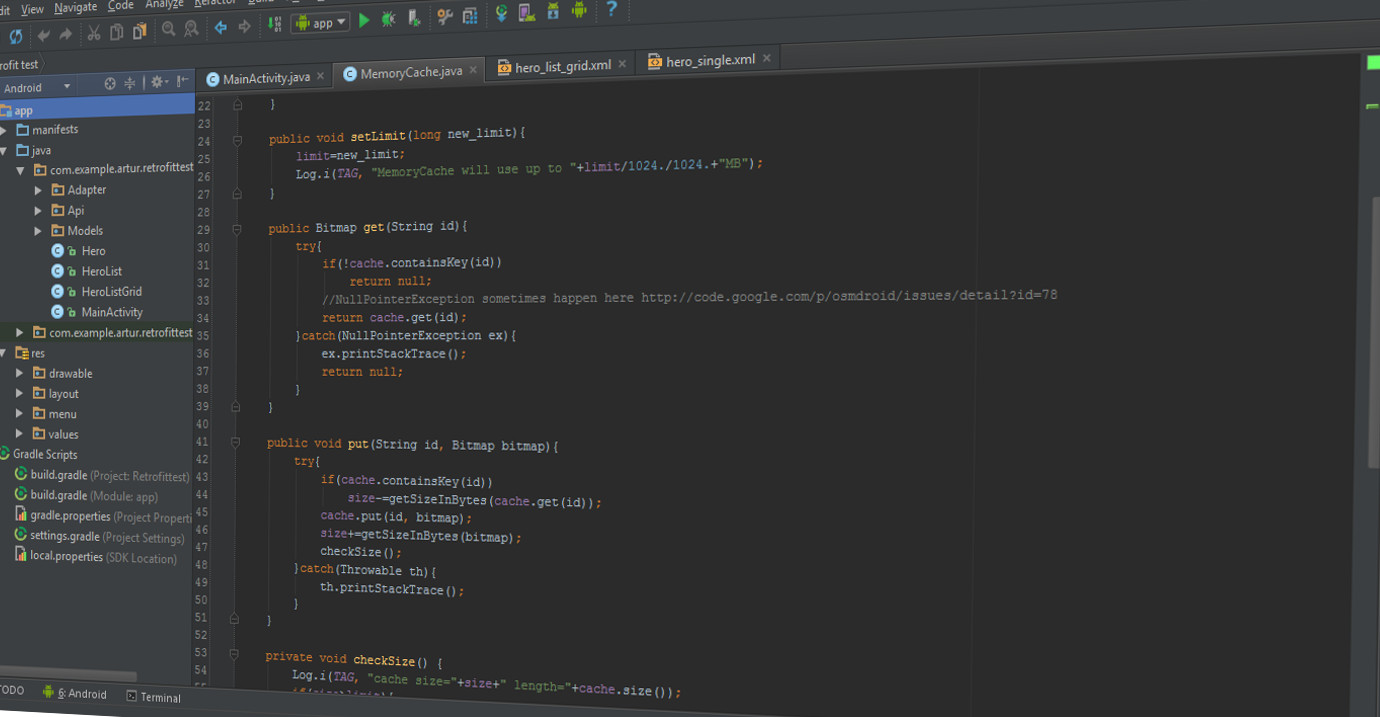 dit View Navigate Code Analyze Refactor
app
rofit test
Android
MainActivity.java
MemoryCache.java
hero_list_grid.xml
hero_single.xml
app
manifests
java
com.example.artur.retrofittest
Adapter
Api
Models
Hero
HeroList
HeroListGrid
MainActivity
com.example.artur.retrofittest
res
drawable
layout
menu
values
Gradle Scripts
build.gradle (Project: Retrofittest)
build.gradle (Module: app)
gradle.properties (Project Properti
settings.gradle (Project Settings)
local.properties (SDK Location)
22 }
23
24 public void setLimit(long new_limit){
25 limit=new_limit;
26 Log.i(TAG, "MemoryCache will use up to "+limit/1024./1024.+"MB");
27 }
28
29 public Bitmap get(String id){
30 try{
31 if(!cache.containsKey(id))
32 return null;
33 //NullPointerException sometimes happen here http://code.google.com/p/osmdroid/issues/detail?id=78
34 return cache.get(id);
35 }catch(NullPointerException ex){
36 ex.printStackTrace();
37 return null;
38 }
39 }
40
41 public void put(String id, Bitmap bitmap){
42 try{
43 if(cache.containsKey(id))
44 size-=getSizeInBytes(cache.get(id));
45 cache.put(id, bitmap);
46 size+=getSizeInBytes(bitmap);
47 checkSize();
48 }catch(Throwable th){
49 th.printStackTrace();
50 }
51 }
52
53 private void checkSize() {
54 Log.i(TAG, "cache size="+size+" length="+cache.size());
if(size>limit){
TODO
6: Android
Terminal